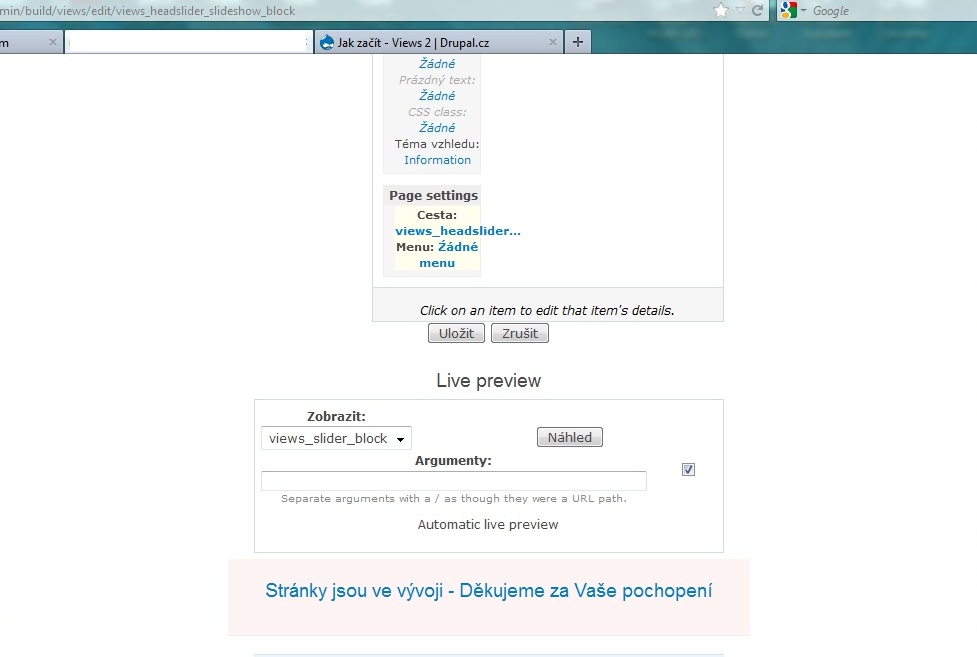 min/build/views/edit/views_headslider_slideshow_block
Google
m
Jak začít - Views 2 | Drupal.cz
Žádné
Prázdný text:
Žádné
CSS class:
Žádné
Téma vzhledu:
Information
Page settings
Cesta:
views_headslider...
Menu: Źádné
menu
Click on an item to edit that item's details.
Uložit Zrušit
Live preview
Zobrazit:
views_slider_block
Náhled
Argumenty:
Separate arguments with a / as though they were a URL path.
Automatic live preview
Stránky jsou ve vývoji - Děkujeme za Vaše pochopení